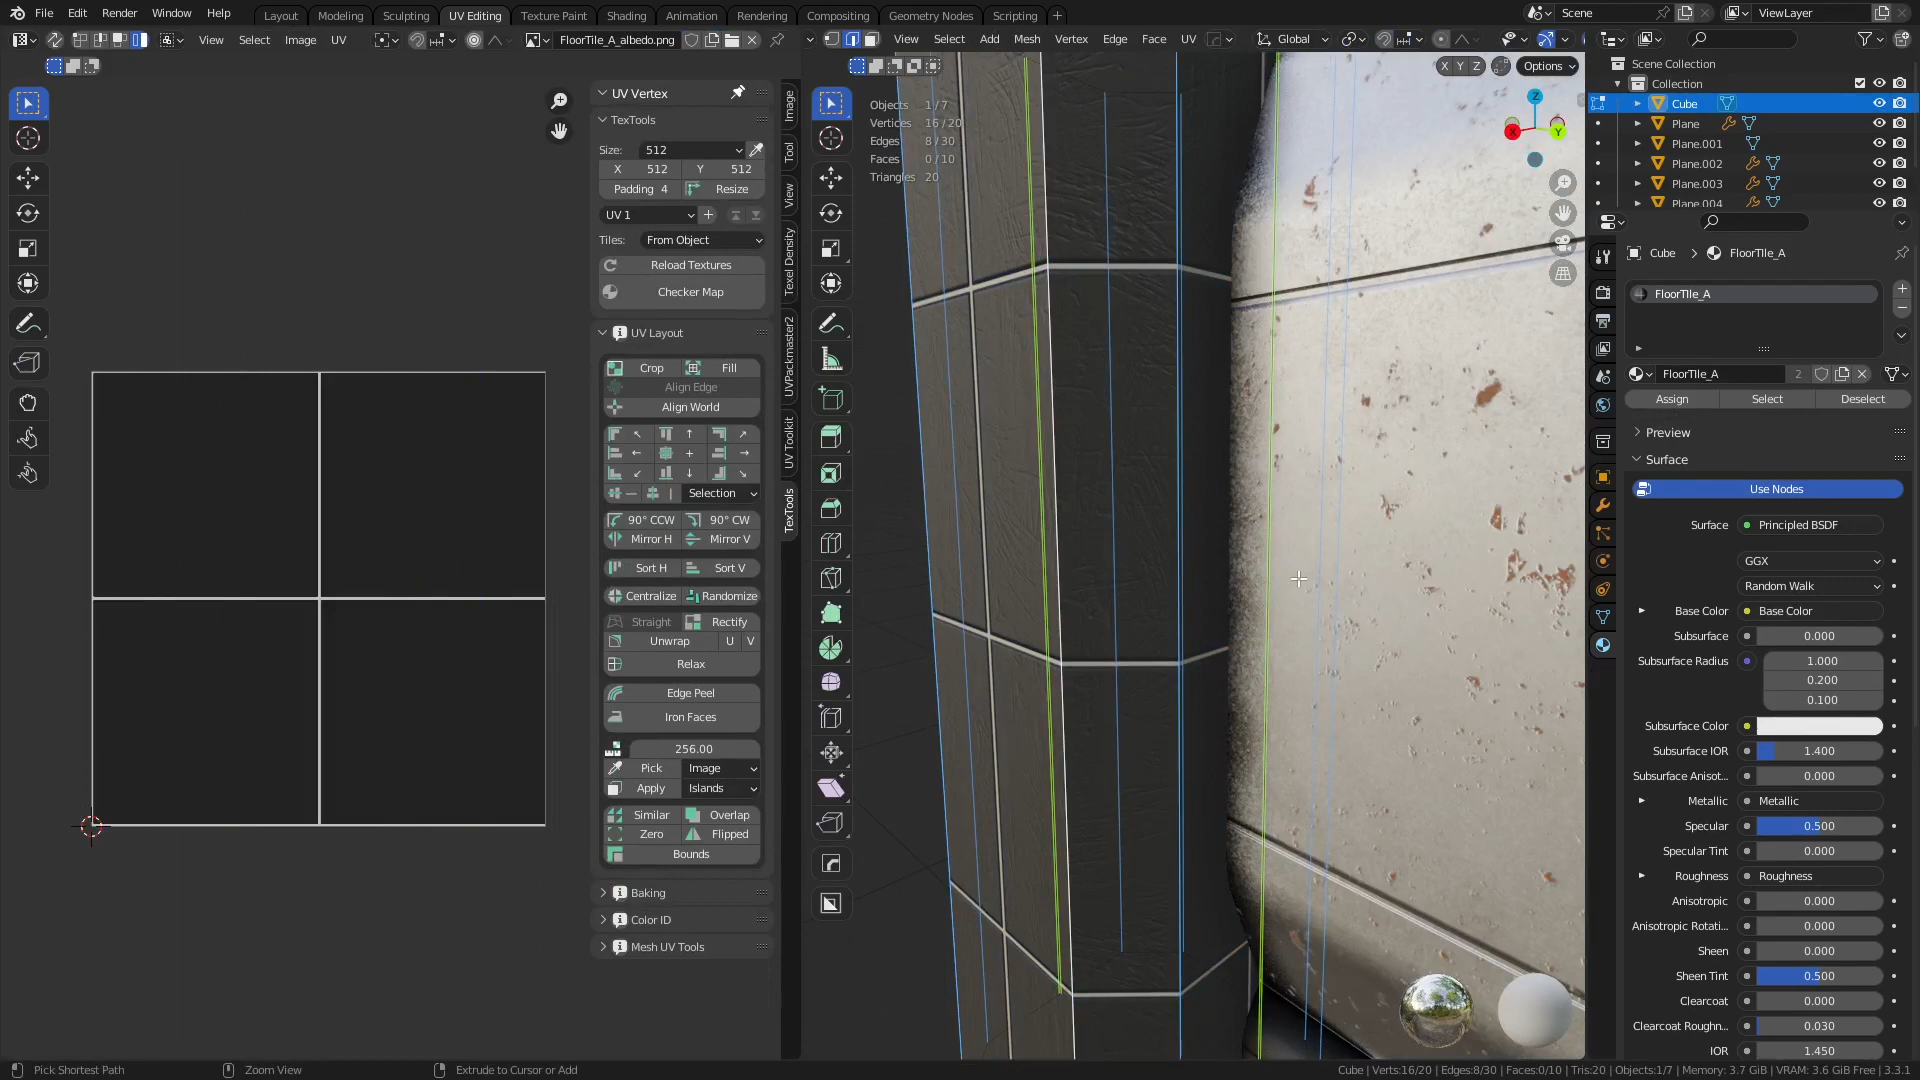 File Edit Render Window Help
Layout Modeling Sculpting UV Editing Texture Paint Shading Animation Rendering Compositing Geometry Nodes Scripting +
Scene
ViewLayer
View Select Image UV
FloorTile_A_albedo.png
View Select Add Mesh Vertex Edge Face UV
Global
X Y Z
Options
Scene Collection
Collection
Cube
Plane
Plane.001
Plane.002
Plane.003
Plane.004
Objects 1/7
Vertices 16/20
Edges 8/30
Faces 0/10
Triangles 20
Z
X
Y
UV Vertex
TexTools
Size: 512
X 512 Y 512
Padding 4 Resize
UV 1
Tiles: From Object
Reload Textures
Checker Map
UV Layout
Crop Fill
Align Edge
Align World
Selection
90° CCW 90° CW
Mirror H Mirror V
Sort H Sort V
Centralize Randomize
Straight Rectify
Unwrap U V
Relax
Edge Peel
Iron Faces
256.00
Pick Image
Apply Islands
Similar Overlap
Zero Flipped
Bounds
Baking
Color ID
Mesh UV Tools
Image
Tool
View
Texel Density
UVPackmaster2
UV Toolkit
TexTools
Cube > FloorTIle_A
FloorTIle_A
FloorTIle_A 2
Assign Select Deselect
Preview
Surface
Use Nodes
Surface Principled BSDF
GGX
Random Walk
Base Color Base Color
Subsurface 0.000
Subsurface Radius 1.000
0.200
0.100
Subsurface Color
Subsurface IOR 1.400
Subsurface Anisot... 0.000
Metallic Metallic
Specular 0.500
Specular Tint 0.000
Roughness Roughness
Anisotropic 0.000
Anisotropic Rotati... 0.000
Sheen 0.000
Sheen Tint 0.500
Clearcoat 0.000
Clearcoat Roughn... 0.030
IOR 1.450
Pick Shortest Path
Zoom View
Extrude to Cursor or Add
Cube | Verts:16/20 | Edges:8/30 | Faces:0/10 | Tris:20 | Objects:1/7 | Memory: 3.7 GiB | VRAM: 3.6 GiB Free | 3.3.1